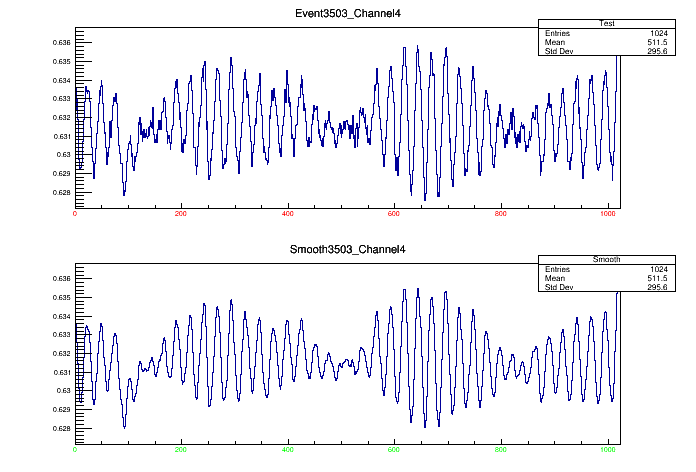 Event3503_Channel4
Test
Entries 1024
Mean 511.5
Std Dev 295.6
0.636
0.635
0.634
0.633
0.632
0.631
0.63
0.629
0.628
0 200 400 600 800 1000
Smooth3503_Channel4
Smooth
Entries 1024
Mean 511.5
Std Dev 295.6
0.636
0.635
0.634
0.633
0.632
0.631
0.63
0.629
0.628
0 200 400 600 800 1000